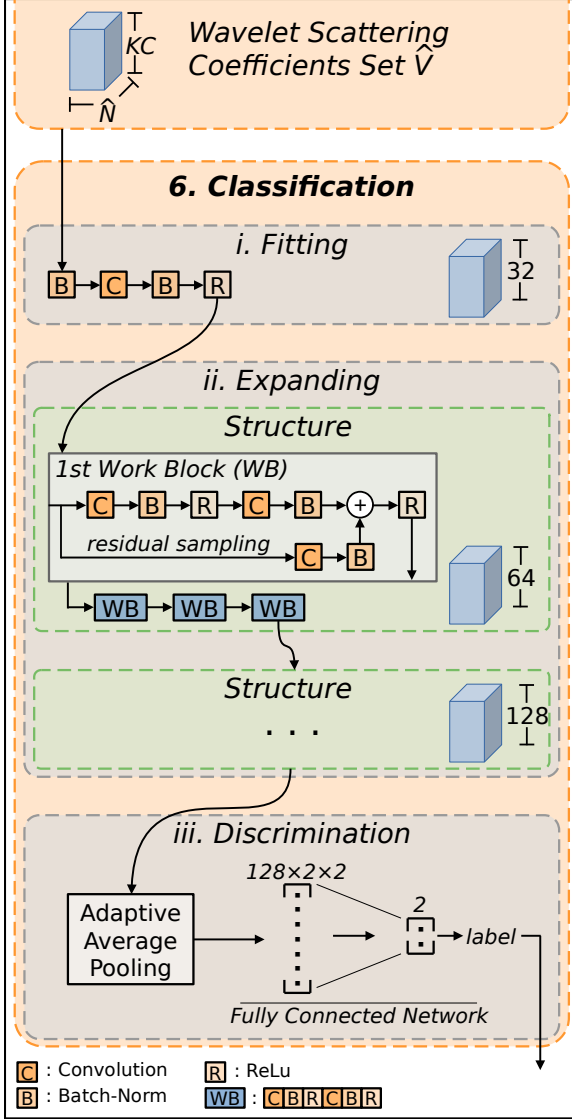 KC
N̂
Wavelet Scattering
Coefficients Set V̂
6. Classification
i. Fitting
B C B R
32
ii. Expanding
Structure
1st Work Block (WB)
C B R C B + R
residual sampling
C B
WB WB WB
64
Structure
. . .
128
iii. Discrimination
128×2×2
2
Adaptive
Average
Pooling
label
Fully Connected Network
C : Convolution
R : ReLu
B : Batch-Norm
WB : C B R C B R